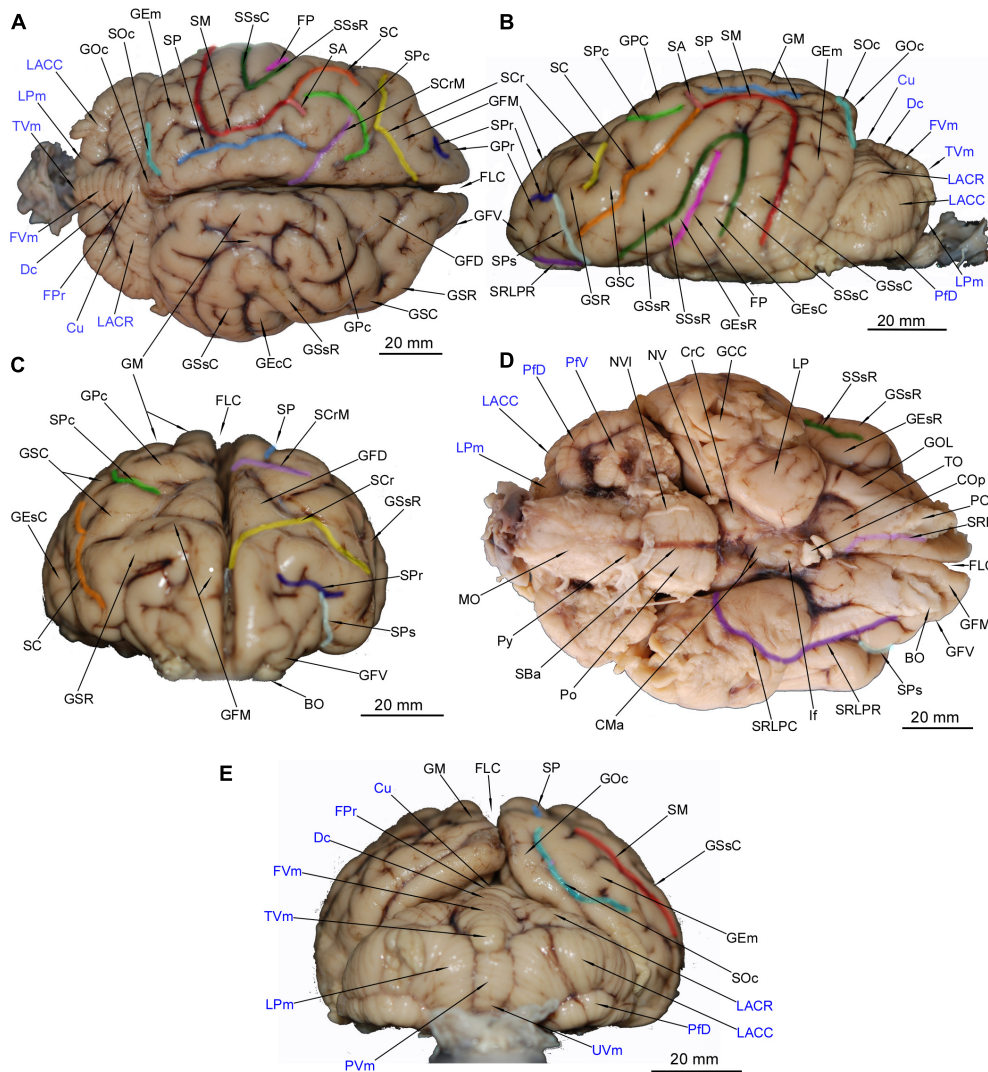 A
GEm
SM
SSsC
FP
SSsR
SOc
SP
SA
SC
GOc
SPc
LACC
SCrM
LPm
SCr
TVm
GFM
SPr
GPr
FLC
GFV
FVm
GFD
Dc
FPr
GSR
Cu
LACR
GSC
GPc
GSsR
GSsC
GEcC
GM
20 mm
B
SP
SM
GM
SA
GEm
GPC
SOc
SPc
GOc
SC
Cu
Dc
FVm
TVm
LACR
LACC
SPs
SRLPR
LPm
GSR
GSC
GSsR
SSsR
GEsR
FP
GEsC
SSsC
GSsC
PfD
20 mm
C
FLC
SP
GPc
SCrM
SPc
GFD
GSC
SCr
GSsR
GEsC
SPr
SC
SPs
GSR
GFV
GFM
BO
20 mm
D
PfD
PfV
NVI
NV
CrC
GCC
LP
SSsR
GSsR
LACC
GEsR
GOL
LPm
TO
COp
FLC
GFM
MO
Py
BO
GFV
SBa
SPs
Po
CMa
SRLPC
If
SRLPR
20 mm
E
GM
FLC
SP
Cu
GOc
FPr
SM
Dc
GSsC
FVm
TVm
GEm
SOc
LPm
LACR
PfD
LACC
UVm
PVm
20 mm